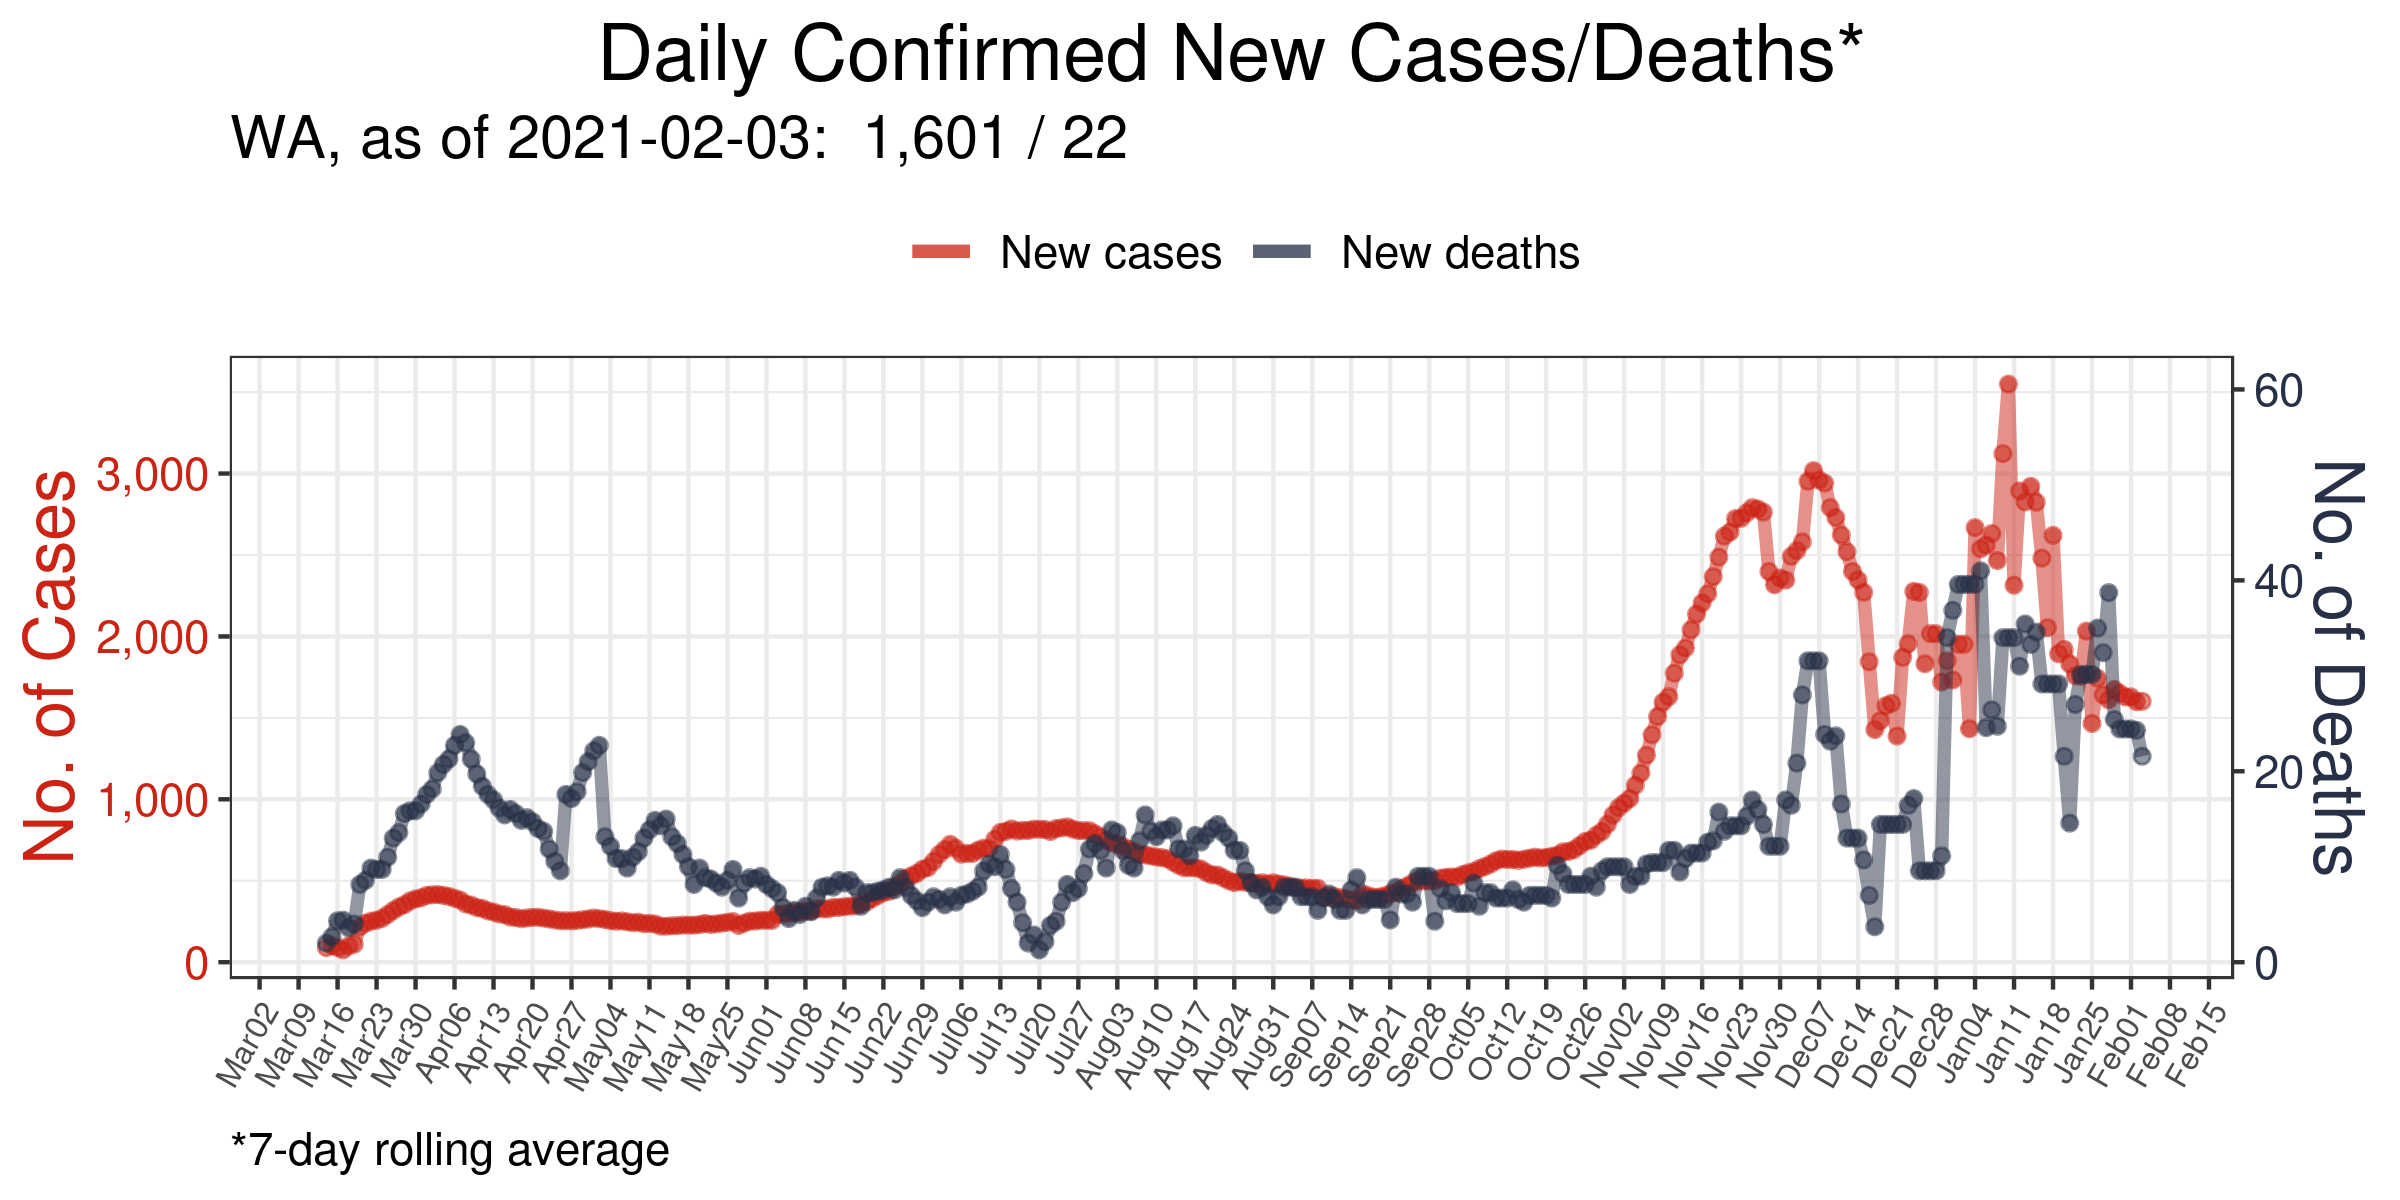 Daily Confirmed New Cases/Deaths*
WA, as of 2021-02-03:  1,601 / 22
New cases
New deaths
No. of Cases
3,000
2,000
1,000
0
60
40
20
0
No. of Deaths
Mar02
Mar09
Mar16
Mar23
Mar30
Apr06
Apr13
Apr20
Apr27
May04
May11
May18
May25
Jun01
Jun08
Jun15
Jun22
Jun29
Jul06
Jul13
Jul20
Jul27
Aug03
Aug10
Aug17
Aug24
Aug31
Sep07
Sep14
Sep21
Sep28
Oct05
Oct12
Oct19
Oct26
Nov02
Nov09
Nov16
Nov23
Nov30
Dec07
Dec14
Dec21
Dec28
Jan04
Jan11
Jan18
Jan25
Feb01
Feb08
Feb15
*7-day rolling average